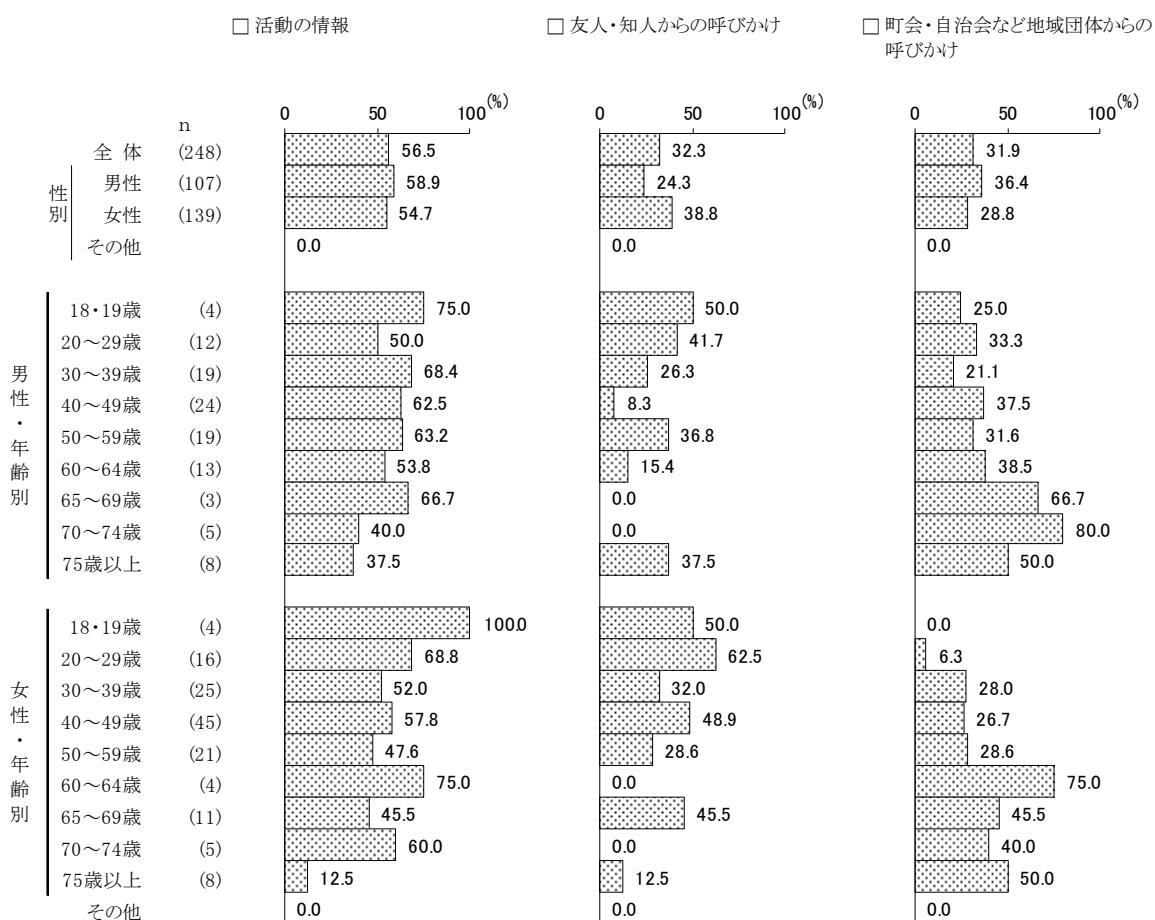 □ 活動の情報 □ 友人・知人からの呼びかけ □ 町会・自治会など地域団体からの
呼びかけ
0 50 100(%) 0 50 100(%) 0 50 100(%)
n
全 体 (248) 56.5 32.3 31.9
性別
男性 (107) 58.9 24.3 36.4
女性 (139) 54.7 38.8 28.8
その他 0.0 0.0 0.0
男性・年齢別
18・19歳 (4) 75.0 50.0 25.0
20～29歳 (12) 50.0 41.7 33.3
30～39歳 (19) 68.4 26.3 21.1
40～49歳 (24) 62.5 8.3 37.5
50～59歳 (19) 63.2 36.8 31.6
60～64歳 (13) 53.8 15.4 38.5
65～69歳 (3) 66.7 0.0 66.7
70～74歳 (5) 40.0 0.0 80.0
75歳以上 (8) 37.5 37.5 50.0
女性・年齢別
18・19歳 (4) 100.0 50.0 0.0
20～29歳 (16) 68.8 62.5 6.3
30～39歳 (25) 52.0 32.0 28.0
40～49歳 (45) 57.8 48.9 26.7
50～59歳 (21) 47.6 28.6 28.6
60～64歳 (4) 75.0 0.0 75.0
65～69歳 (11) 45.5 45.5 45.5
70～74歳 (5) 60.0 0.0 40.0
75歳以上 (8) 12.5 12.5 50.0
その他 0.0 0.0 0.0